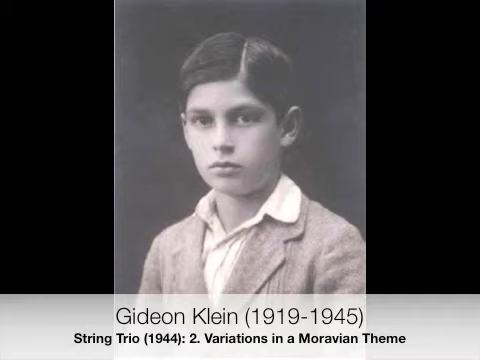 Gideon Klein (1919-1945)
String Trio (1944): 2. Variations in a Moravian Theme